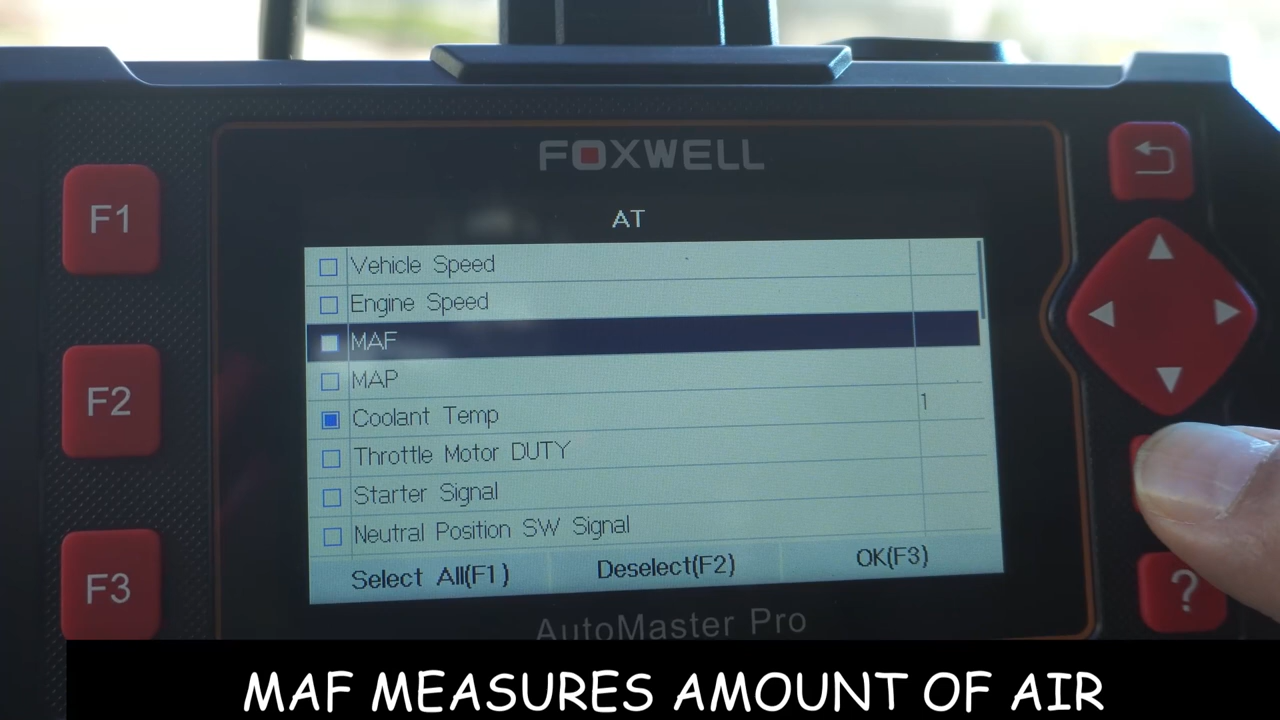 FOXWELL
AT
F1
Vehicle Speed
Engine Speed
MAF
MAP
F2
Coolant Temp 1
Throttle Motor DUTY
Starter Signal
Neutral Position SW Signal
F3
Select All(F1) Deselect(F2) OK(F3)
?
AutoMaster Pro
MAF MEASURES AMOUNT OF AIR